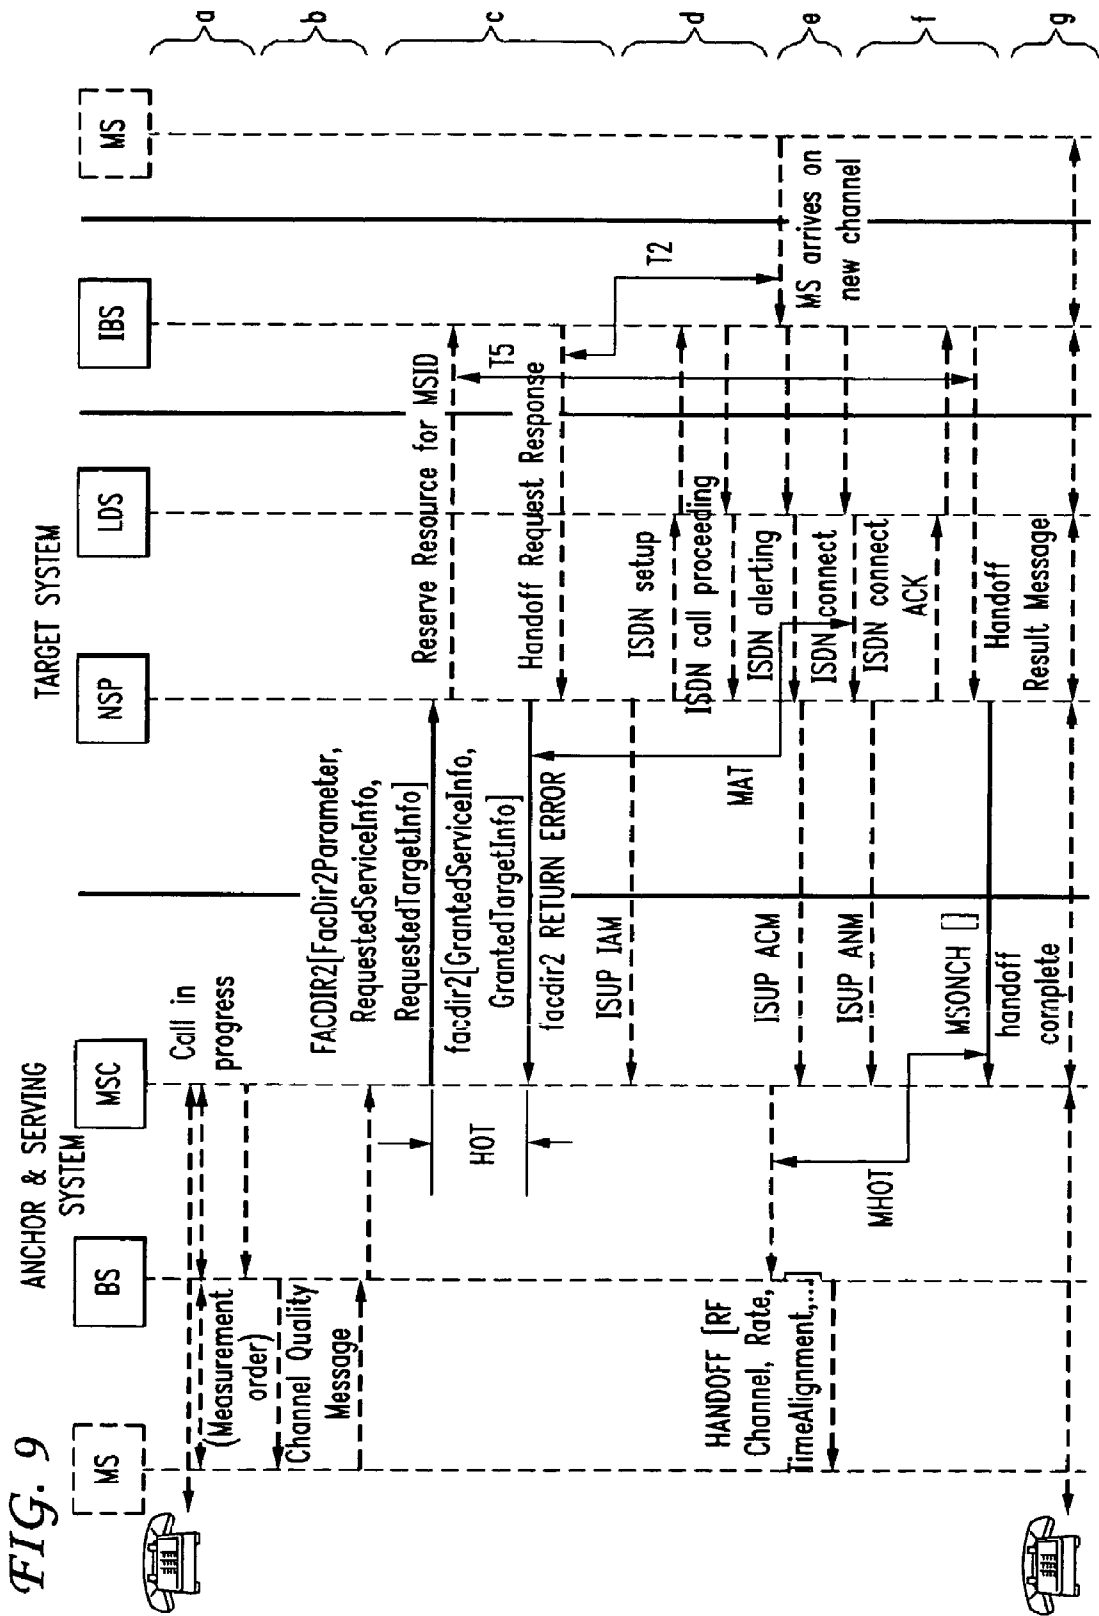 FIG. 9
ANCHOR & SERVING
SYSTEM
TARGET SYSTEM
MS
BS
MSC
NSP
LDS
IBS
MS
a
b
c
d
e
f
g
Call in
progress
(Measurement
order)
Channel Quality
Message
FACDIR2[FacDir2Parameter,
RequestedServiceInfo,
RequestedTargetInfo]
Reserve Resource for MSID
HOT
facdir2[GrantedServiceInfo,
GrantedTargetInfo]
facdir2 RETURN ERROR
Handoff Request Response
T5
T2
ISUP IAM
ISDN setup
ISDN call proceeding
HANDOFF [RF
Channel, Rate,
TimeAlignment,...
MAT
ISDN alerting
MS arrives on
new channel
ISUP ACM
ISDN connect
ISUP ANM
ISDN connect
ACK
MHOT
MSONCH []
handoff
complete
Handoff
Result Message